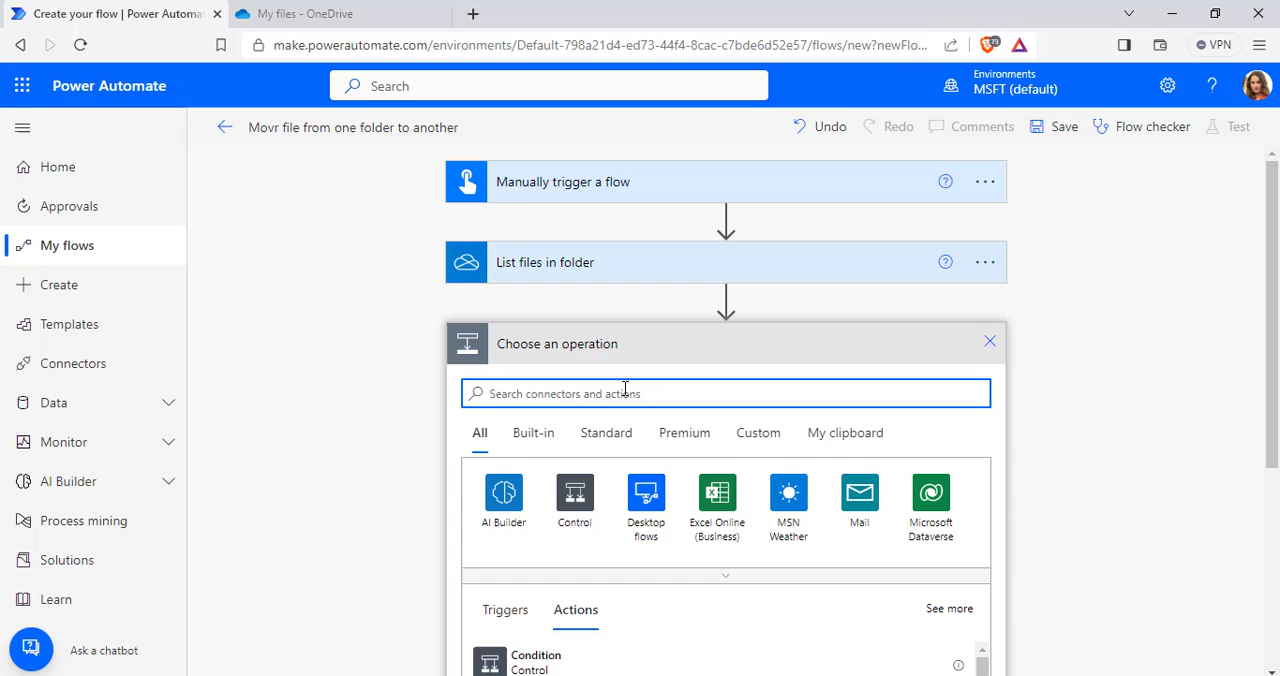 Create your flow | Power Automate
My files - OneDrive
make.powerautomate.com/environments/Default-798a21d4-ed73-44f4-8cac-c7bde6d52e57/flows/new?newFlo...
73
VPN
Power Automate
Search
Environments
MSFT (default)
Movr file from one folder to another
Undo
Redo
Comments
Save
Flow checker
Test
Home
Approvals
My flows
Create
Templates
Connectors
Data
Monitor
AI Builder
Process mining
Solutions
Learn
Ask a chatbot
Manually trigger a flow
List files in folder
Choose an operation
Search connectors and actions
All
Built-in
Standard
Premium
Custom
My clipboard
AI Builder
Control
Desktop
flows
Excel Online
(Business)
MSN
Weather
Mail
Microsoft
Dataverse
Triggers
Actions
See more
Condition
Control